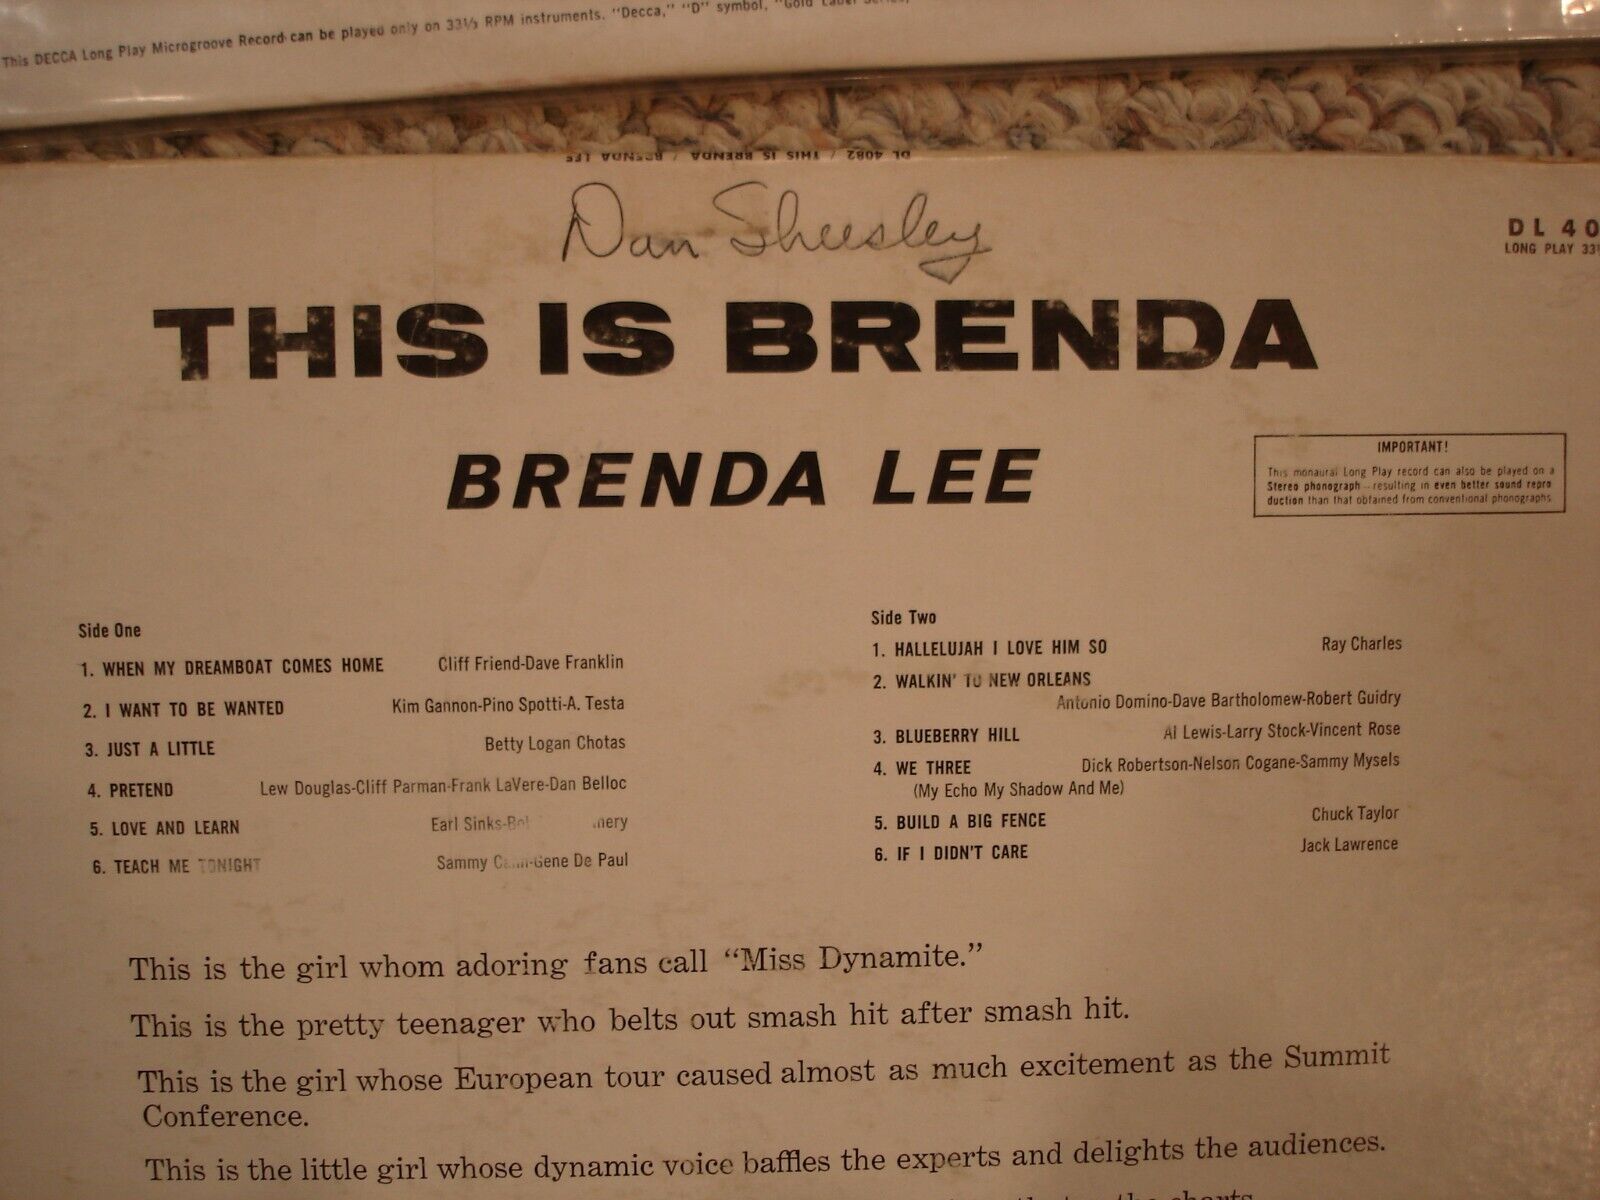 This DECCA Long Play Microgroove Record can be played only on 33⅓ RPM instruments. "Decca," "D" symbol, "Gold Label Series,
DL 4082 / THIS IS BRENDA / BRENDA LEE
Dan Sheesley
DL 40
LONG PLAY 33⅓
THIS IS BRENDA
BRENDA LEE
IMPORTANT!
This monaural Long Play record can also be played on a
Stereo phonograph - resulting in even better sound repro
duction than that obtained from conventional phonographs
Side One
1. WHEN MY DREAMBOAT COMES HOME Cliff Friend-Dave Franklin
2. I WANT TO BE WANTED Kim Gannon-Pino Spotti-A. Testa
3. JUST A LITTLE Betty Logan Chotas
4. PRETEND Lew Douglas-Cliff Parman-Frank LaVere-Dan Belloc
5. LOVE AND LEARN Earl Sinks
6. TEACH ME TONIGHT Sammy Gene De Paul
Side Two
1. HALLELUJAH I LOVE HIM SO Ray Charles
2. WALKIN' TO NEW ORLEANS
Antonio Domino-Dave Bartholomew-Robert Guidry
3. BLUEBERRY HILL Al Lewis-Larry Stock-Vincent Rose
4. WE THREE Dick Robertson-Nelson Cogane-Sammy Mysels
(My Echo My Shadow And Me)
5. BUILD A BIG FENCE Chuck Taylor
6. IF I DIDN'T CARE Jack Lawrence
This is the girl whom adoring fans call "Miss Dynamite."
This is the pretty teenager who belts out smash hit after smash hit.
This is the girl whose European tour caused almost as much excitement as the Summit
Conference.
This is the little girl whose dynamic voice baffles the experts and delights the audiences.
the charts